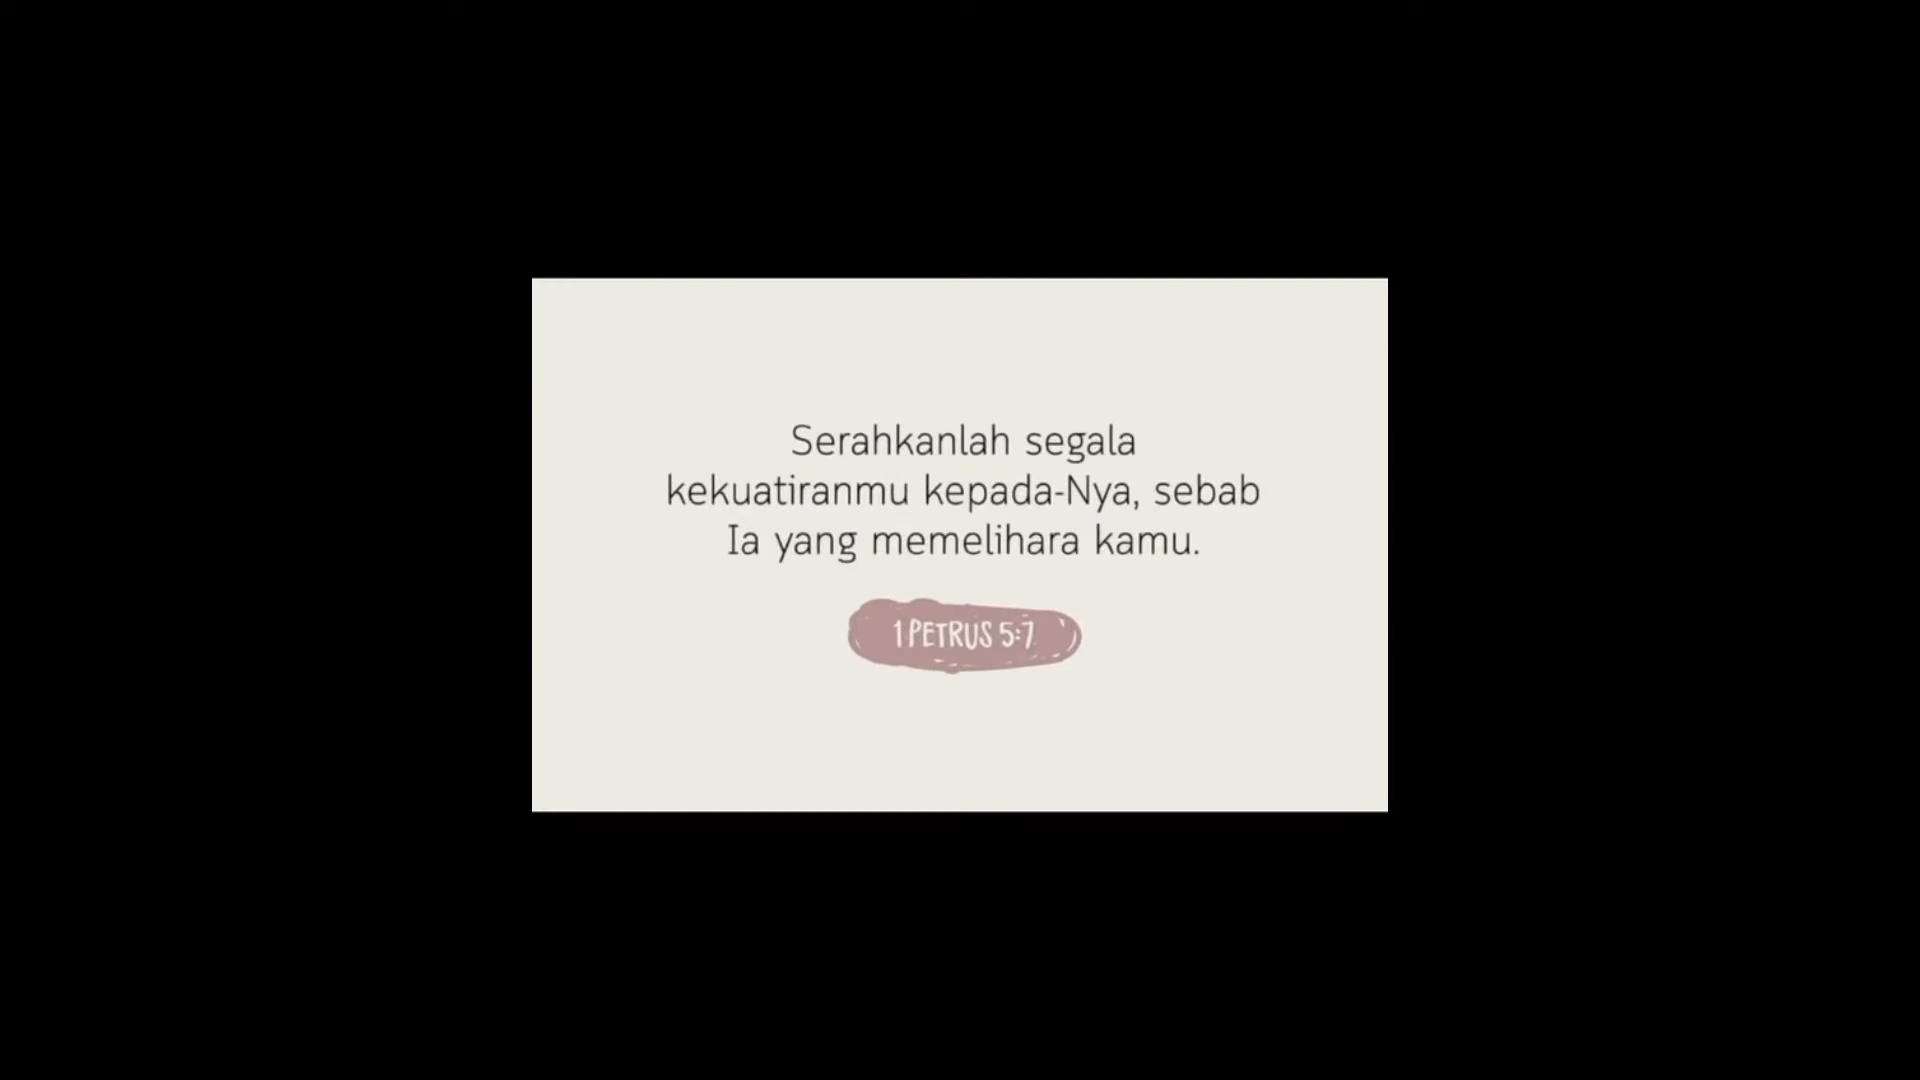 Serahkanlah segala
kekuatiranmu kepada-Nya, sebab
Ia yang memelihara kamu.
1 PETRUS 5:7